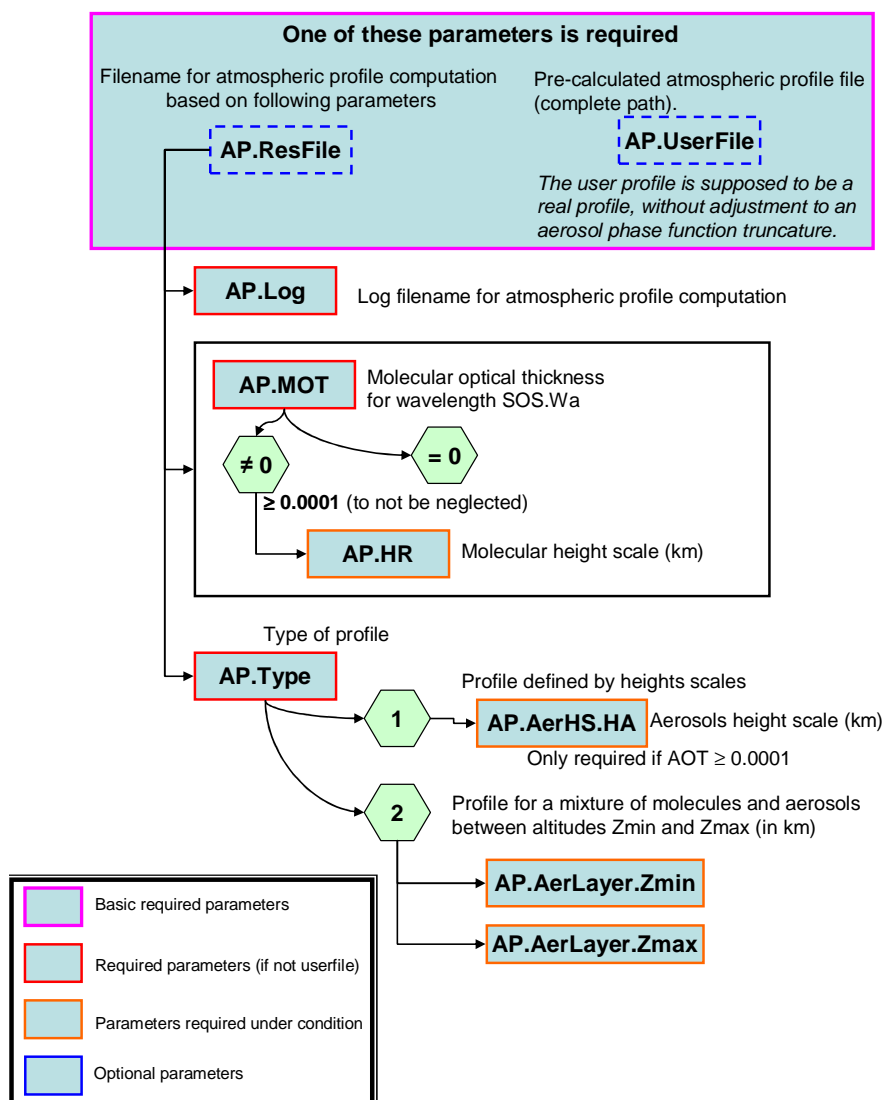 One of these parameters is required
Filename for atmospheric profile computation
based on following parameters
AP.ResFile
Pre-calculated atmospheric profile file
(complete path).
AP.UserFile
The user profile is supposed to be a
real profile, without adjustment to an
aerosol phase function truncature.
AP.Log
Log filename for atmospheric profile computation
AP.MOT
Molecular optical thickness
for wavelength SOS.Wa
≠ 0
= 0
≥ 0.0001 (to not be neglected)
AP.HR
Molecular height scale (km)
Type of profile
AP.Type
Profile defined by heights scales
1
AP.AerHS.HA
Aerosols height scale (km)
Only required if AOT ≥ 0.0001
2
Profile for a mixture of molecules and aerosols
between altitudes Zmin and Zmax (in km)
AP.AerLayer.Zmin
AP.AerLayer.Zmax
Basic required parameters
Required parameters (if not userfile)
Parameters required under condition
Optional parameters